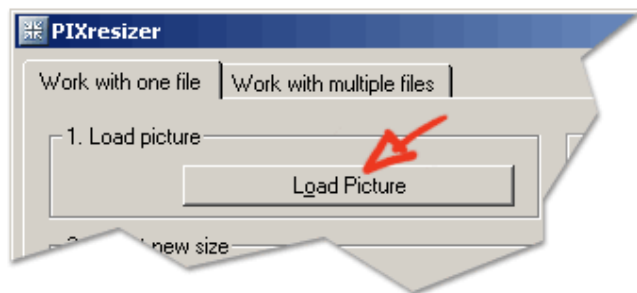 PIXresizer
Work with one file Work with multiple files
1. Load picture
Load Picture
new size